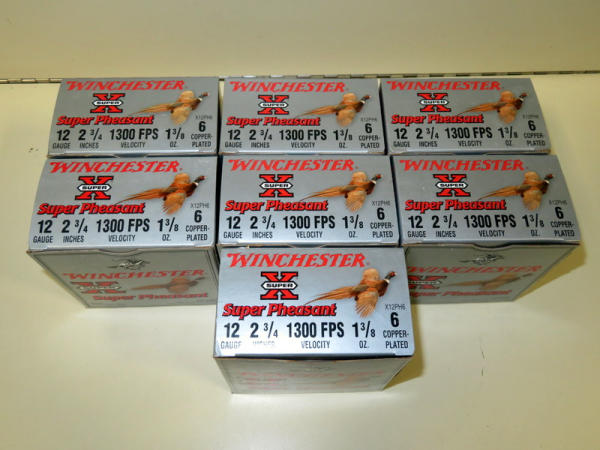 WINCHESTER
X
SUPER
Super Pheasant
X12PH6
12 2 3/4 1300 FPS 1 3/8 6
GAUGE INCHES VELOCITY OZ. COPPER-
PLATED
WINCHESTER
X
SUPER
Super Pheasant
X12PH6
12 2 3/4 1300 FPS 1 3/8 6
GAUGE INCHES VELOCITY OZ. COPPER-
PLATED
WINCHESTER
X
SUPER
Super Pheasant
X12PH6
12 2 3/4 1300 FPS 1 3/8 6
GAUGE INCHES VELOCITY OZ. COPPER-
PLATED
WINCHESTER
X
SUPER
Super Pheasant
X12PH6
12 2 3/4 1300 FPS 1 3/8 6
GAUGE INCHES VELOCITY OZ. COPPER-
PLATED
WINCHESTER
X
SUPER
Super Pheasant
X12PH6
12 2 3/4 1300 FPS 1 3/8 6
GAUGE INCHES VELOCITY OZ. COPPER-
PLATED
WINCHESTER
X
SUPER
Super Pheasant
X12PH6
12 2 3/4 1300 FPS 1 3/8 6
GAUGE INCHES VELOCITY OZ. COPPER-
PLATED
WINCHESTER
X
SUPER
Super Pheasant
X12PH6
12 2 3/4 1300 FPS 1 3/8 6
GAUGE INCHES VELOCITY OZ. COPPER-
PLATED